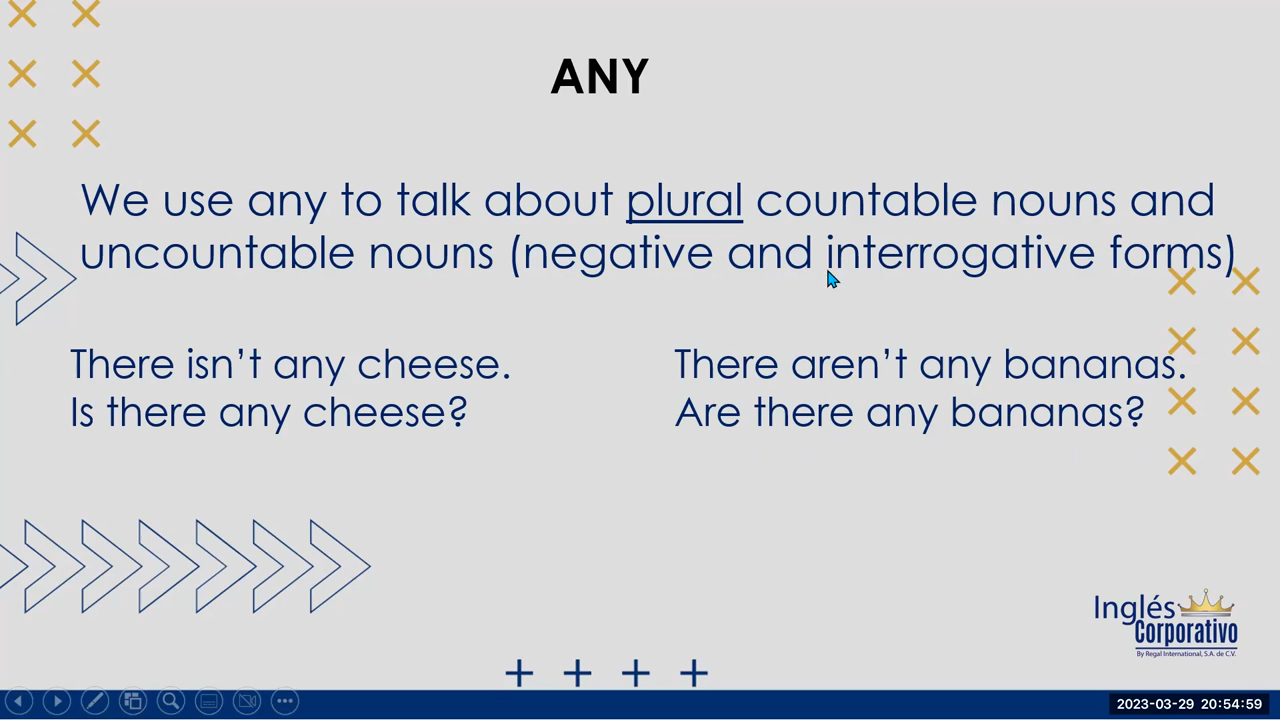 ANY
We use any to talk about plural countable nouns and
uncountable nouns (negative and interrogative forms)
There isn't any cheese.
Is there any cheese?
There aren't any bananas.
Are there any bananas?
Inglés
Corporativo
By Regal International, S.A. de C.V.
2023-03-29 20:54:59